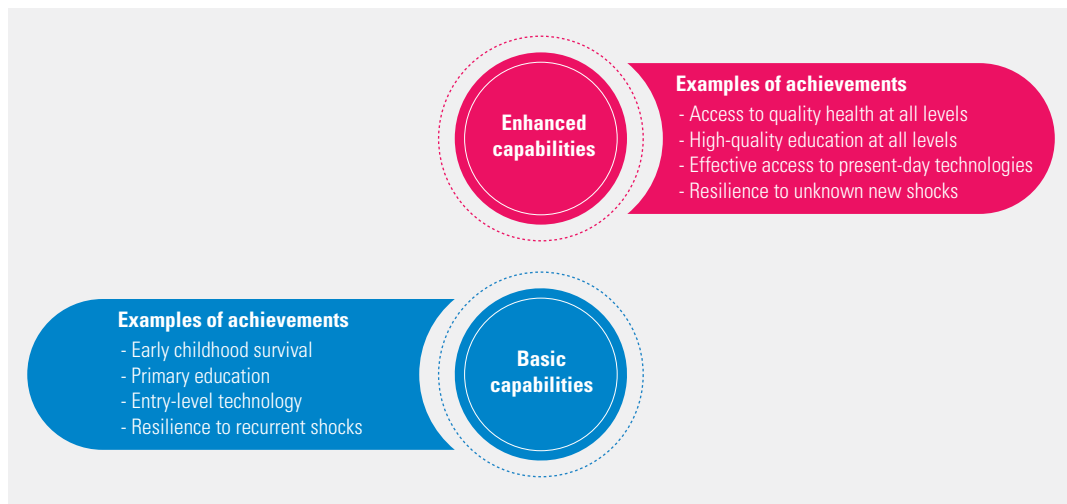 Enhanced
capabilities
Examples of achievements
- Access to quality health at all levels
- High-quality education at all levels
- Effective access to present-day technologies
- Resilience to unknown new shocks
Examples of achievements
- Early childhood survival
- Primary education
- Entry-level technology
- Resilience to recurrent shocks
Basic
capabilities